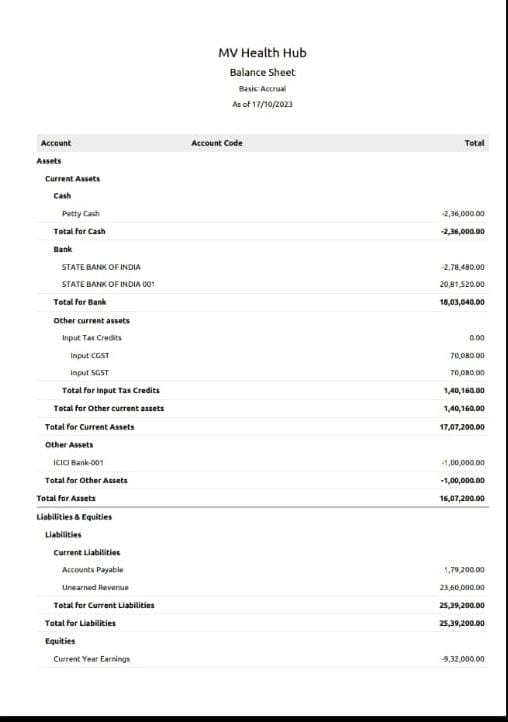 MV Health Hub
Balance Sheet
Basis: Accrual
As of 17/10/2023
Account Account Code Total
Assets
Current Assets
Cash
Petty Cash -2,36,000.00
Total for Cash -2,36,000.00
Bank
STATE BANK OF INDIA -2,78,480.00
STATE BANK OF INDIA 001 20,81,520.00
Total for Bank 18,03,040.00
Other current assets
Input Tax Credits 0.00
Input CGST 70,080.00
Input SGST 70,080.00
Total for Input Tax Credits 1,40,160.00
Total for Other current assets 1,40,160.00
Total for Current Assets 17,07,200.00
Other Assets
ICICI Bank-001 -1,00,000.00
Total for Other Assets -1,00,000.00
Total for Assets 16,07,200.00
Liabilities & Equities
Liabilities
Current Liabilities
Accounts Payable 1,79,200.00
Unearned Revenue 23,60,000.00
Total for Current Liabilities 25,39,200.00
Total for Liabilities 25,39,200.00
Equities
Current Year Earnings -9,32,000.00